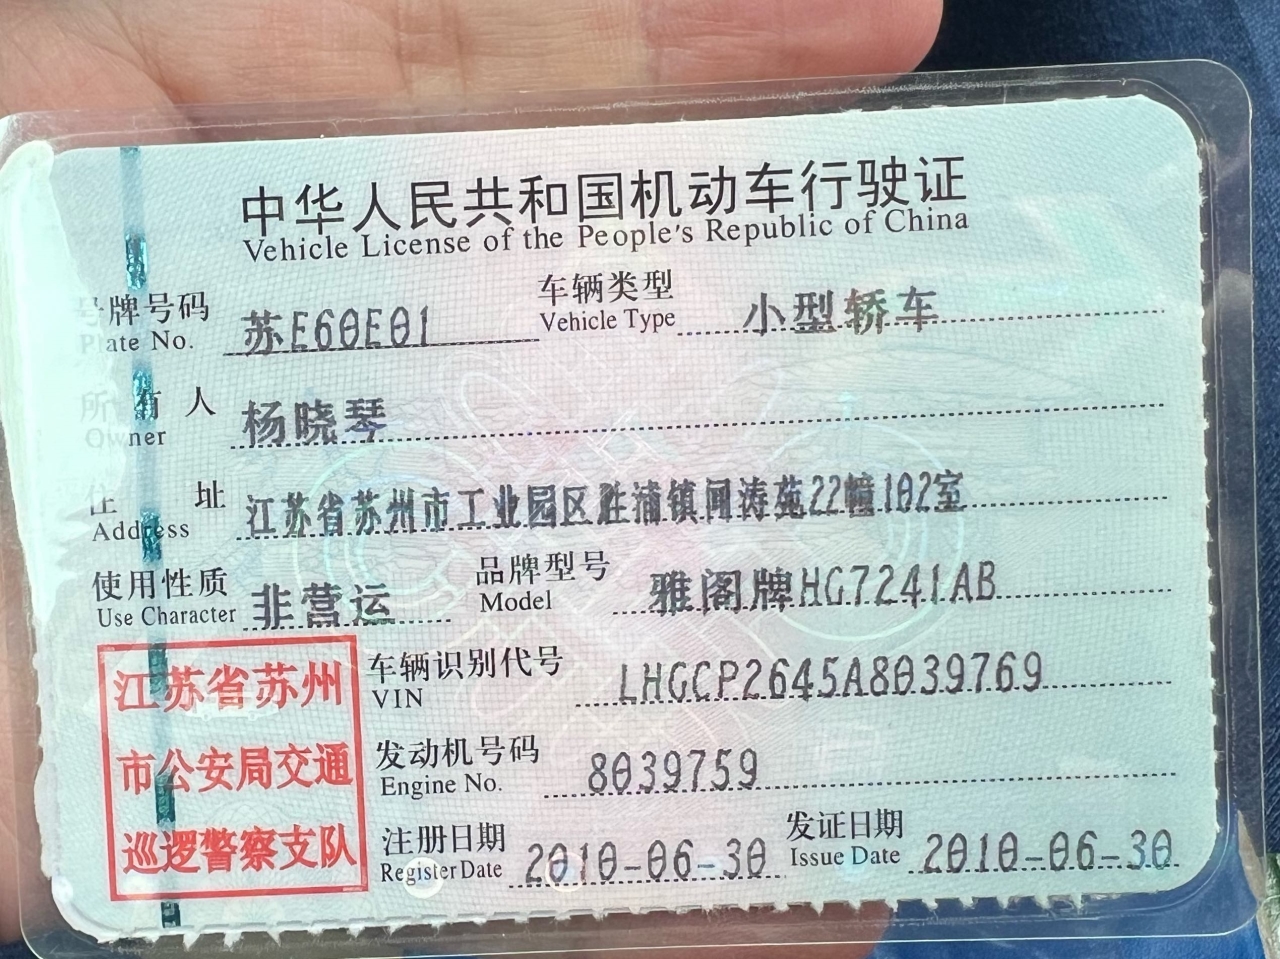 中华人民共和国机动车行驶证
Vehicle License of the People's Republic of China
号牌号码 苏E60E01 车辆类型 小型轿车
Plate No. Vehicle Type
所有人 杨晓琴
Owner
住址 江苏省苏州市工业园区胜浦镇闻涛苑22幢102室
Address
使用性质 非营运 品牌型号 雅阁牌HG7241AB
Use Character Model
车辆识别代号 LHGCP2645A8039769
VIN
发动机号码 8039759
Engine No.
注册日期 2010-06-30 发证日期 2010-06-30
Register Date Issue Date
江苏省苏州
市公安局交通
巡逻警察支队